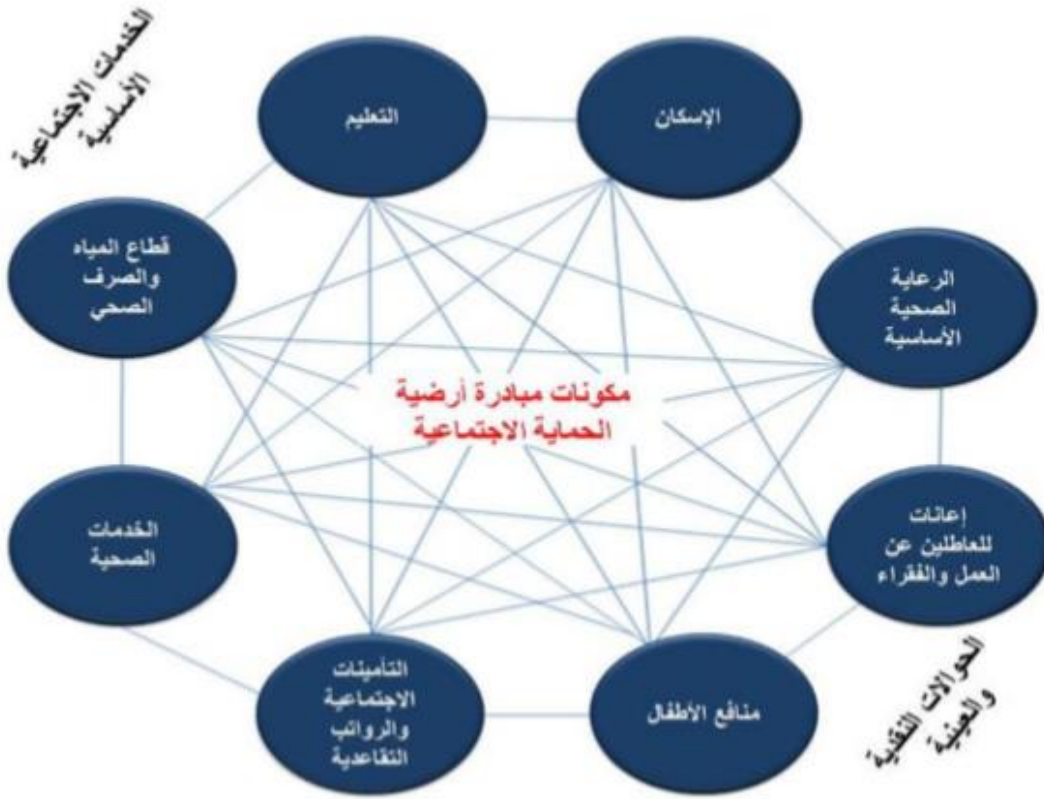 الخدمات الاجتماعية
الأساسية
الإسكان
التعليم
الرعاية
الصحية
الأساسية
قطاع المياه
والصرف
الصحي
مكونات مبادرة أرضية
الحماية الاجتماعية
إعانات
للعاطلين عن
العمل والفقراء
الخدمات
الصحية
منافع الأطفال
التأمينات
الاجتماعية
والرواتب
التقاعدية
الحوالات النقدية
والعينية